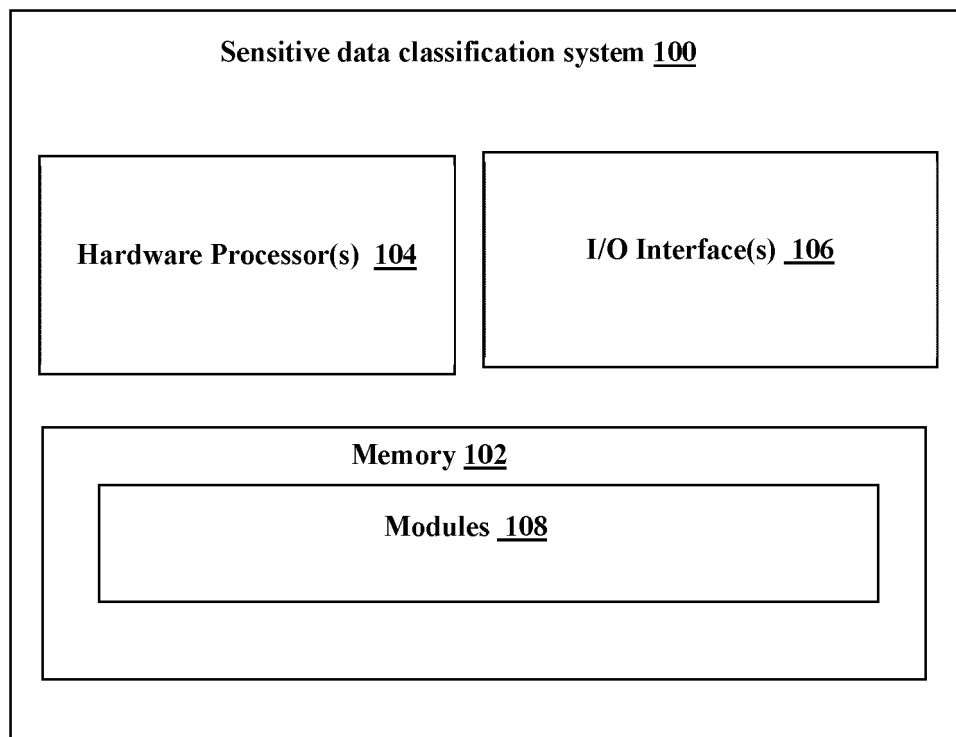 Sensitive data classification system 100
Hardware Processor(s) 104
I/O Interface(s) 106
Memory 102
Modules 108